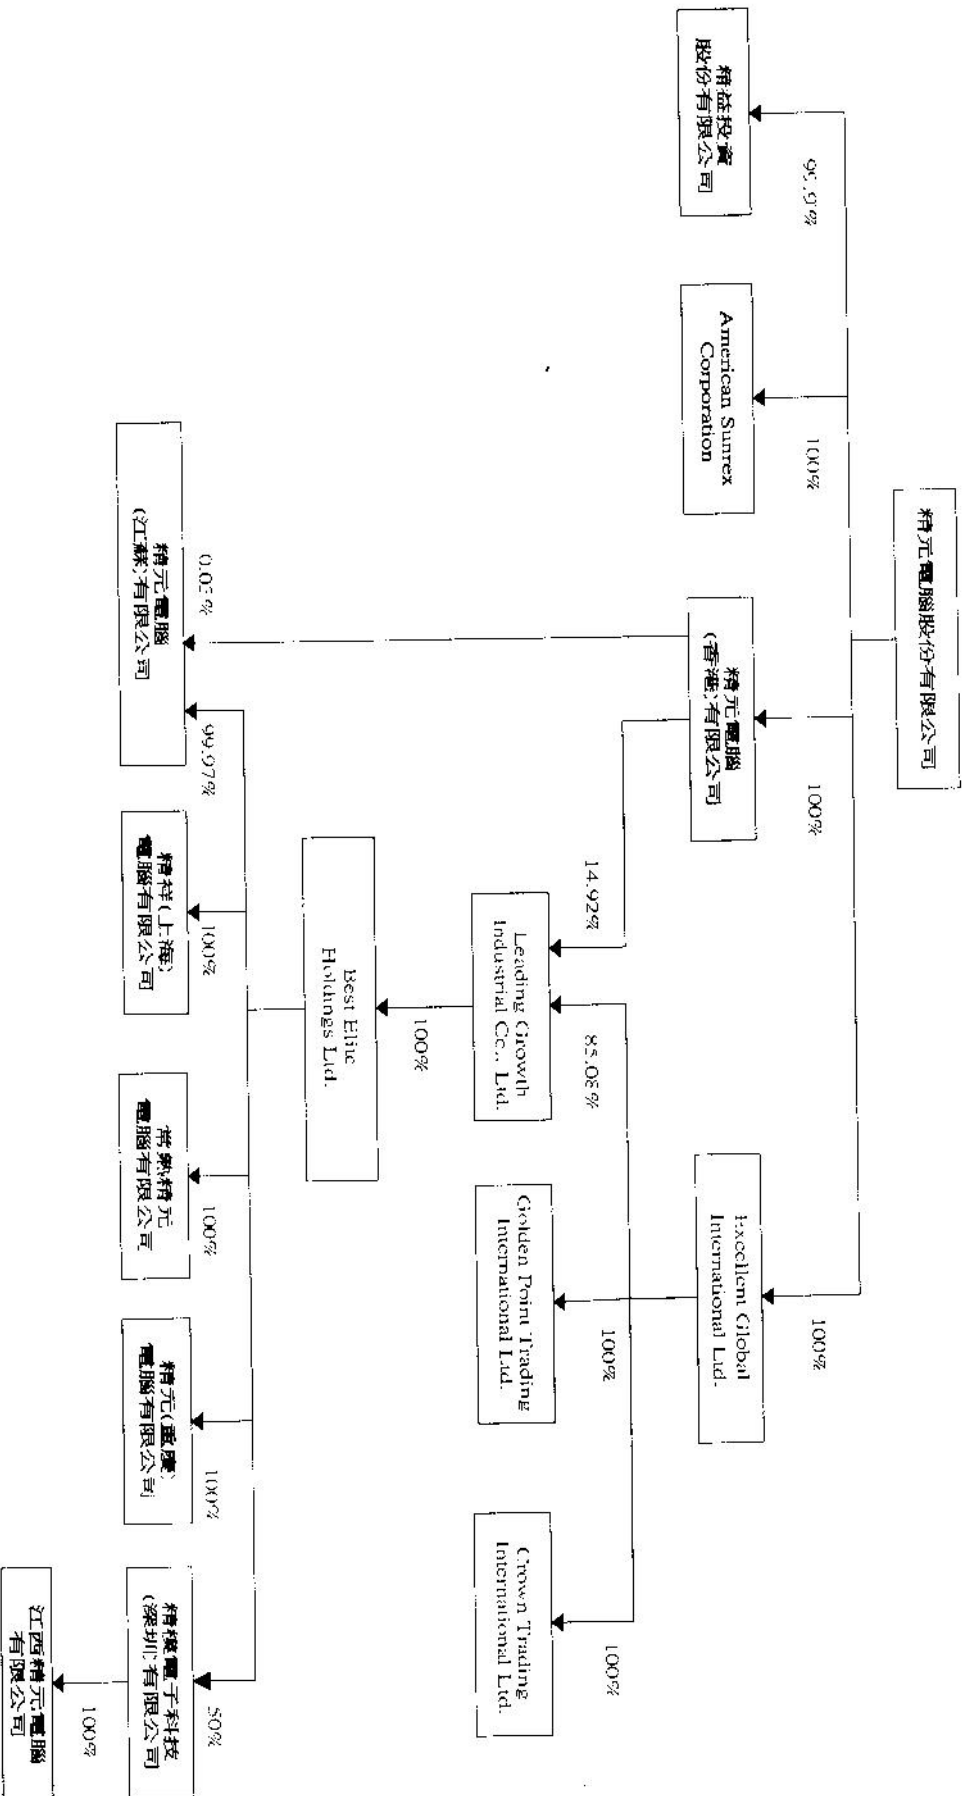 精元電腦股份有限公司
精益投資
股份有限公司
99.9%
American Sunrex
Corporation
100%
精元電腦
(香港)有限公司
100%
Excellent Global
International Ltd.
100%
Leading Growth
Industrial Co., Ltd.
14.92%
85.08%
Golden Point Trading
International Ltd.
100%
Crown Trading
International Ltd.
100%
Best Elite
Holdings Ltd.
100%
精元電腦
(江蘇)有限公司
0.03%
99.97%
精祥(上海)
電腦有限公司
100%
常熟精元
電腦有限公司
100%
精元(重慶)
電腦有限公司
100%
精模電子科技
(深圳)有限公司
50%
江西精元電腦
有限公司
100%